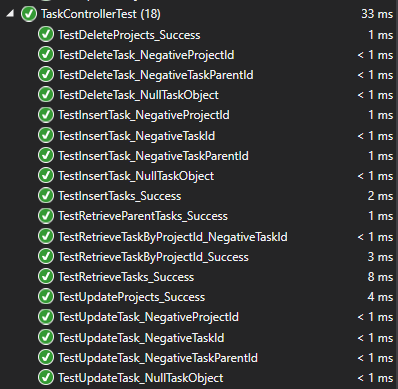 TaskControllerTest (18) 33 ms
TestDeleteProjects_Success 1 ms
TestDeleteTask_NegativeProjectId < 1 ms
TestDeleteTask_NegativeTaskParentId < 1 ms
TestDeleteTask_NullTaskObject < 1 ms
TestInsertTask_NegativeProjectId 1 ms
TestInsertTask_NegativeTaskId < 1 ms
TestInsertTask_NegativeTaskParentId 1 ms
TestInsertTask_NullTaskObject < 1 ms
TestInsertTasks_Success 2 ms
TestRetrieveParentTasks_Success 1 ms
TestRetrieveTaskByProjectId_NegativeTaskId < 1 ms
TestRetrieveTaskByProjectId_Success 3 ms
TestRetrieveTasks_Success 8 ms
TestUpdateProjects_Success 4 ms
TestUpdateTask_NegativeProjectId < 1 ms
TestUpdateTask_NegativeTaskId < 1 ms
TestUpdateTask_NegativeTaskParentId < 1 ms
TestUpdateTask_NullTaskObject < 1 ms